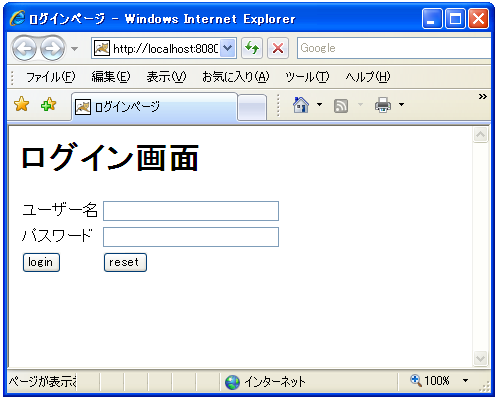 ログインページ - Windows Internet Explorer
http://localhost:8080
Google
ファイル(F) 編集(E) 表示(V) お気に入り(A) ツール(T) ヘルプ(H)
ログインページ
»
ログイン画面
ユーザー名
パスワード
login reset
ページが表示さ インターネット 100%